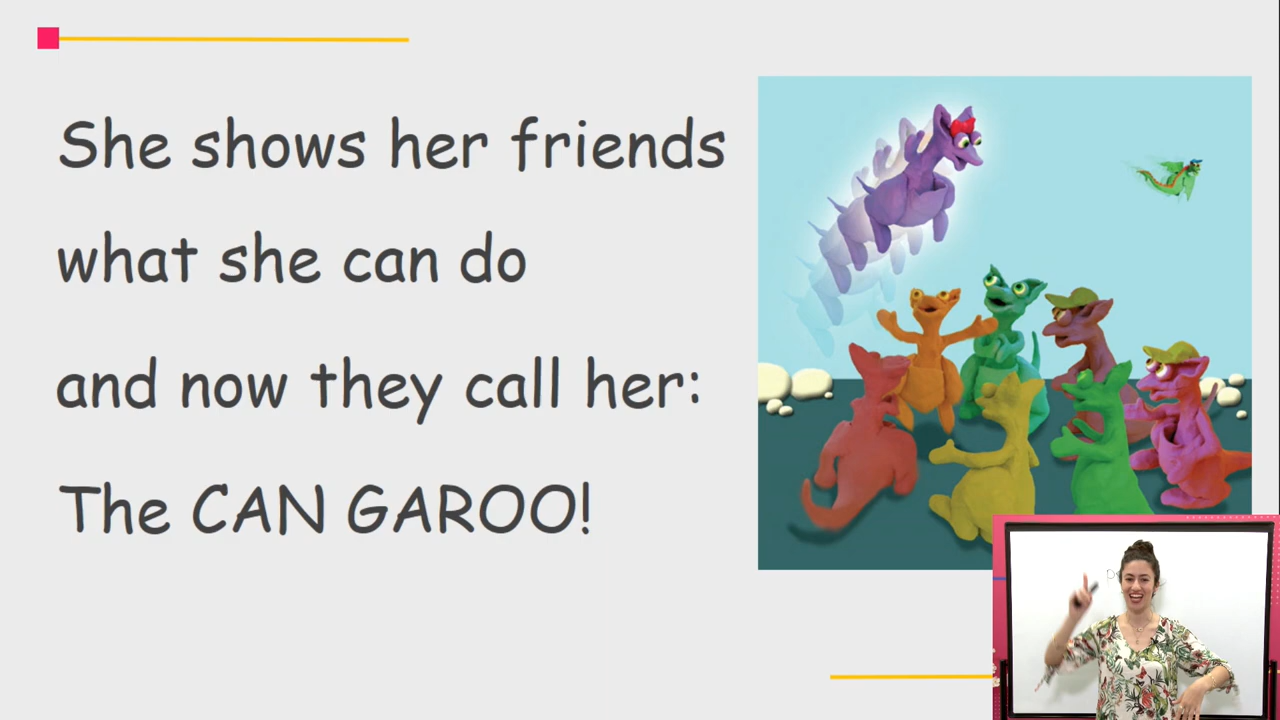 She shows her friends
what she can do
and now they call her:
The CAN GAROO!